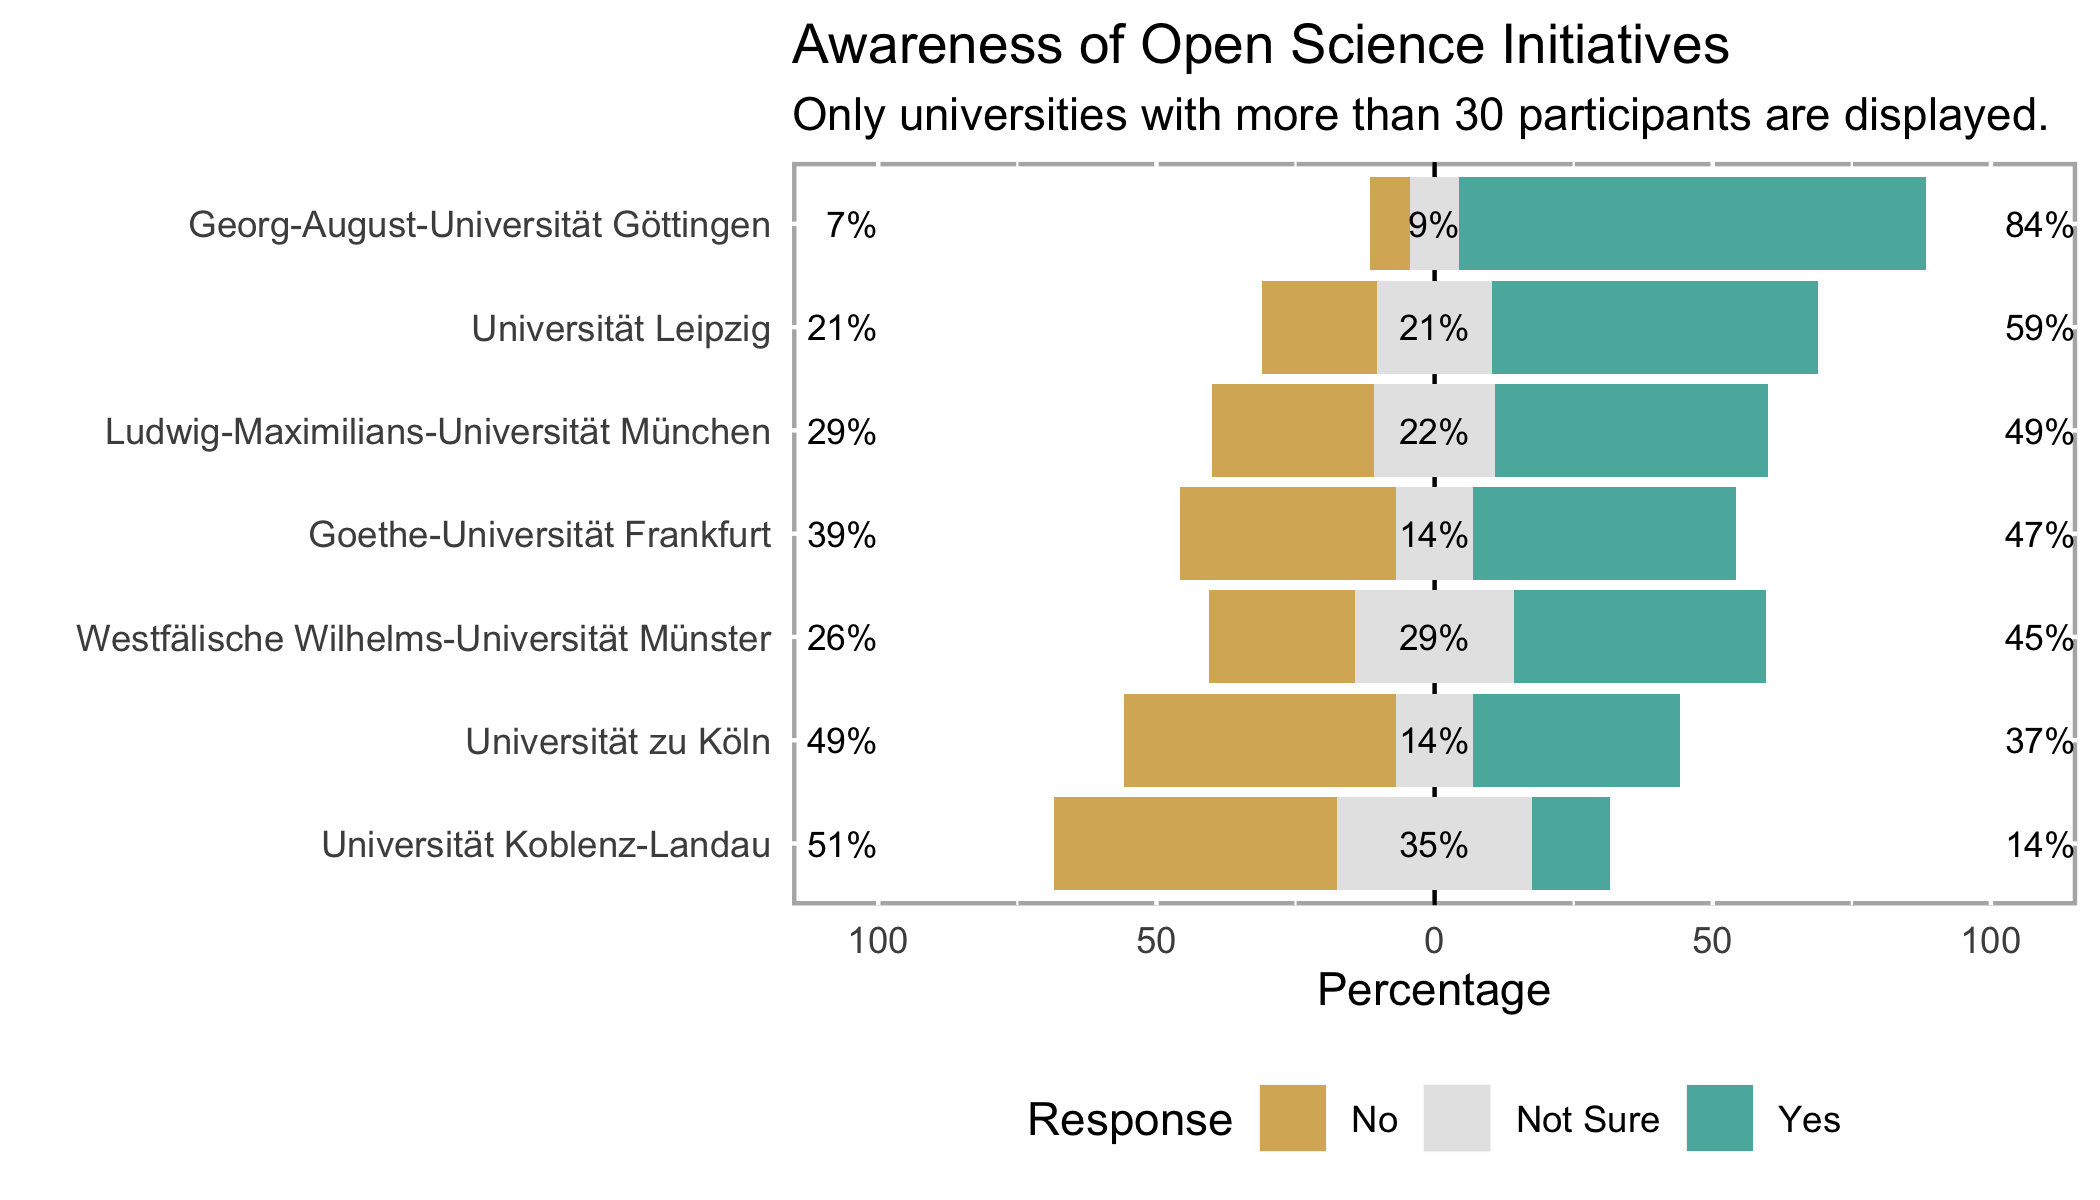 Awareness of Open Science Initiatives
Only universities with more than 30 participants are displayed.
Georg-August-Universität Göttingen 7% 9% 84%
Universität Leipzig 21% 21% 59%
Ludwig-Maximilians-Universität München 29% 22% 49%
Goethe-Universität Frankfurt 39% 14% 47%
Westfälische Wilhelms-Universität Münster 26% 29% 45%
Universität zu Köln 49% 14% 37%
Universität Koblenz-Landau 51% 35% 14%
100 50 0 50 100
Percentage
Response No Not Sure Yes